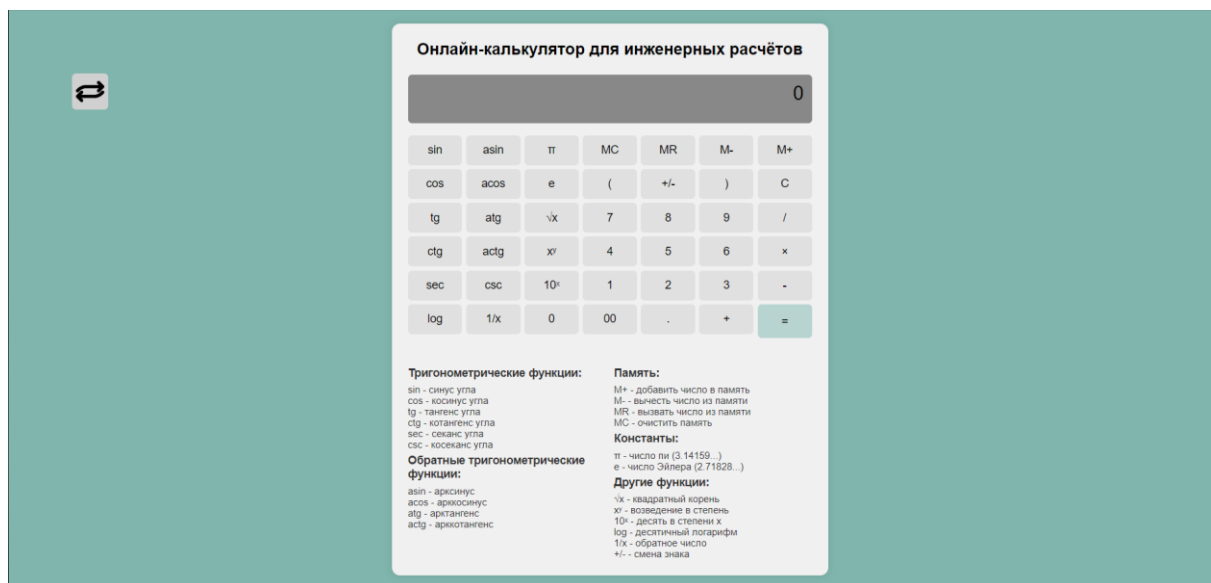 Онлайн-калькулятор для инженерных расчётов
0
sin asin π MC MR M- M+
cos acos e ( +/- ) C
tg atg √x 7 8 9 /
ctg actg xʸ 4 5 6 ×
sec csc 10ˣ 1 2 3 -
log 1/x 0 00 . + =
Тригонометрические функции:
sin - синус угла
cos - косинус угла
tg - тангенс угла
ctg - котангенс угла
sec - секанс угла
csc - косеканс угла
Обратные тригонометрические
функции:
asin - арксинус
acos - арккосинус
atg - арктангенс
actg - арккотангенс
Память:
M+ - добавить число в память
M- - вычесть число из памяти
MR - вызвать число из памяти
MC - очистить память
Константы:
π - число пи (3.14159...)
e - число Эйлера (2.71828...)
Другие функции:
√x - квадратный корень
xʸ - возведение в степень
10ˣ - десять в степени x
log - десятичный логарифм
1/x - обратное число
+/- - смена знака